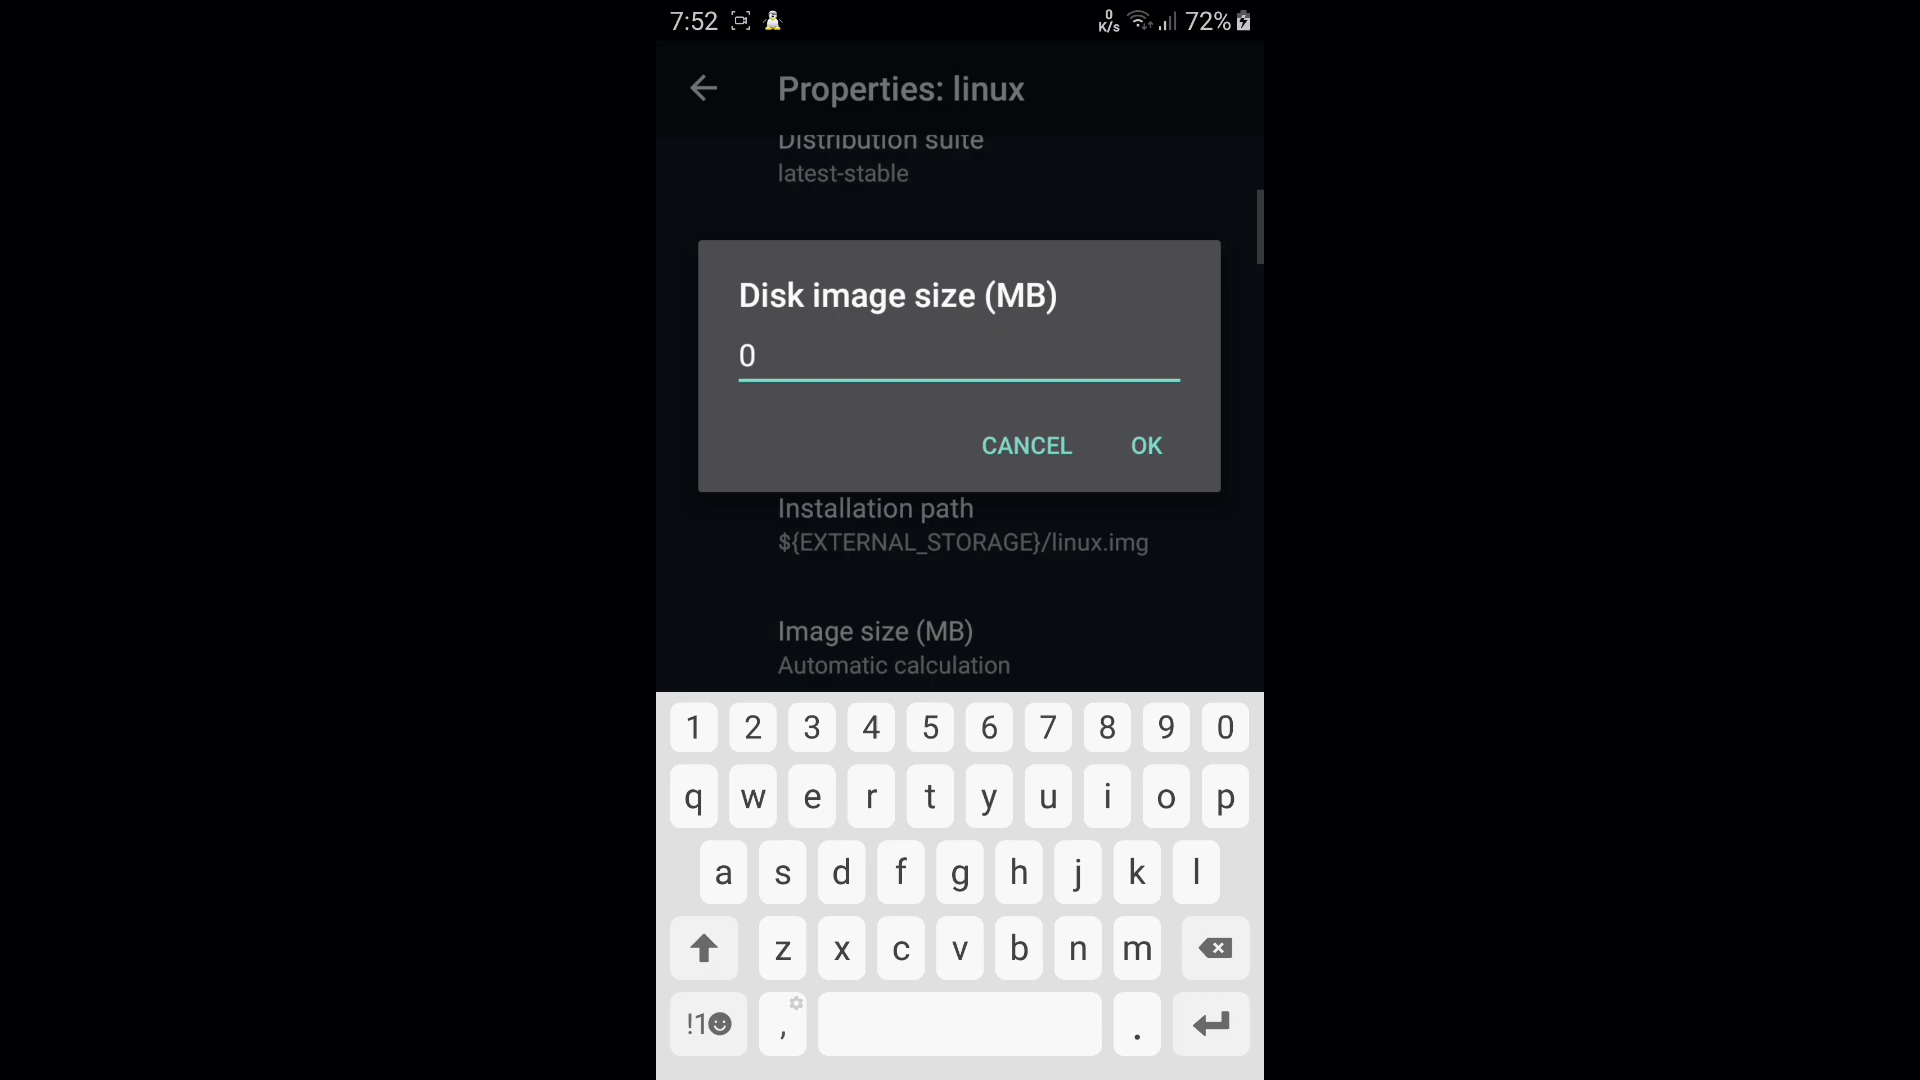 7:52 0 K/s 72%
Properties: linux
Distribution suite
latest-stable
Disk image size (MB)
0
CANCEL OK
Installation path
${EXTERNAL_STORAGE}/linux.img
Image size (MB)
Automatic calculation
1 2 3 4 5 6 7 8 9 0
q w e r t y u i o p
a s d f g h j k l
z x c v b n m
!1 , .